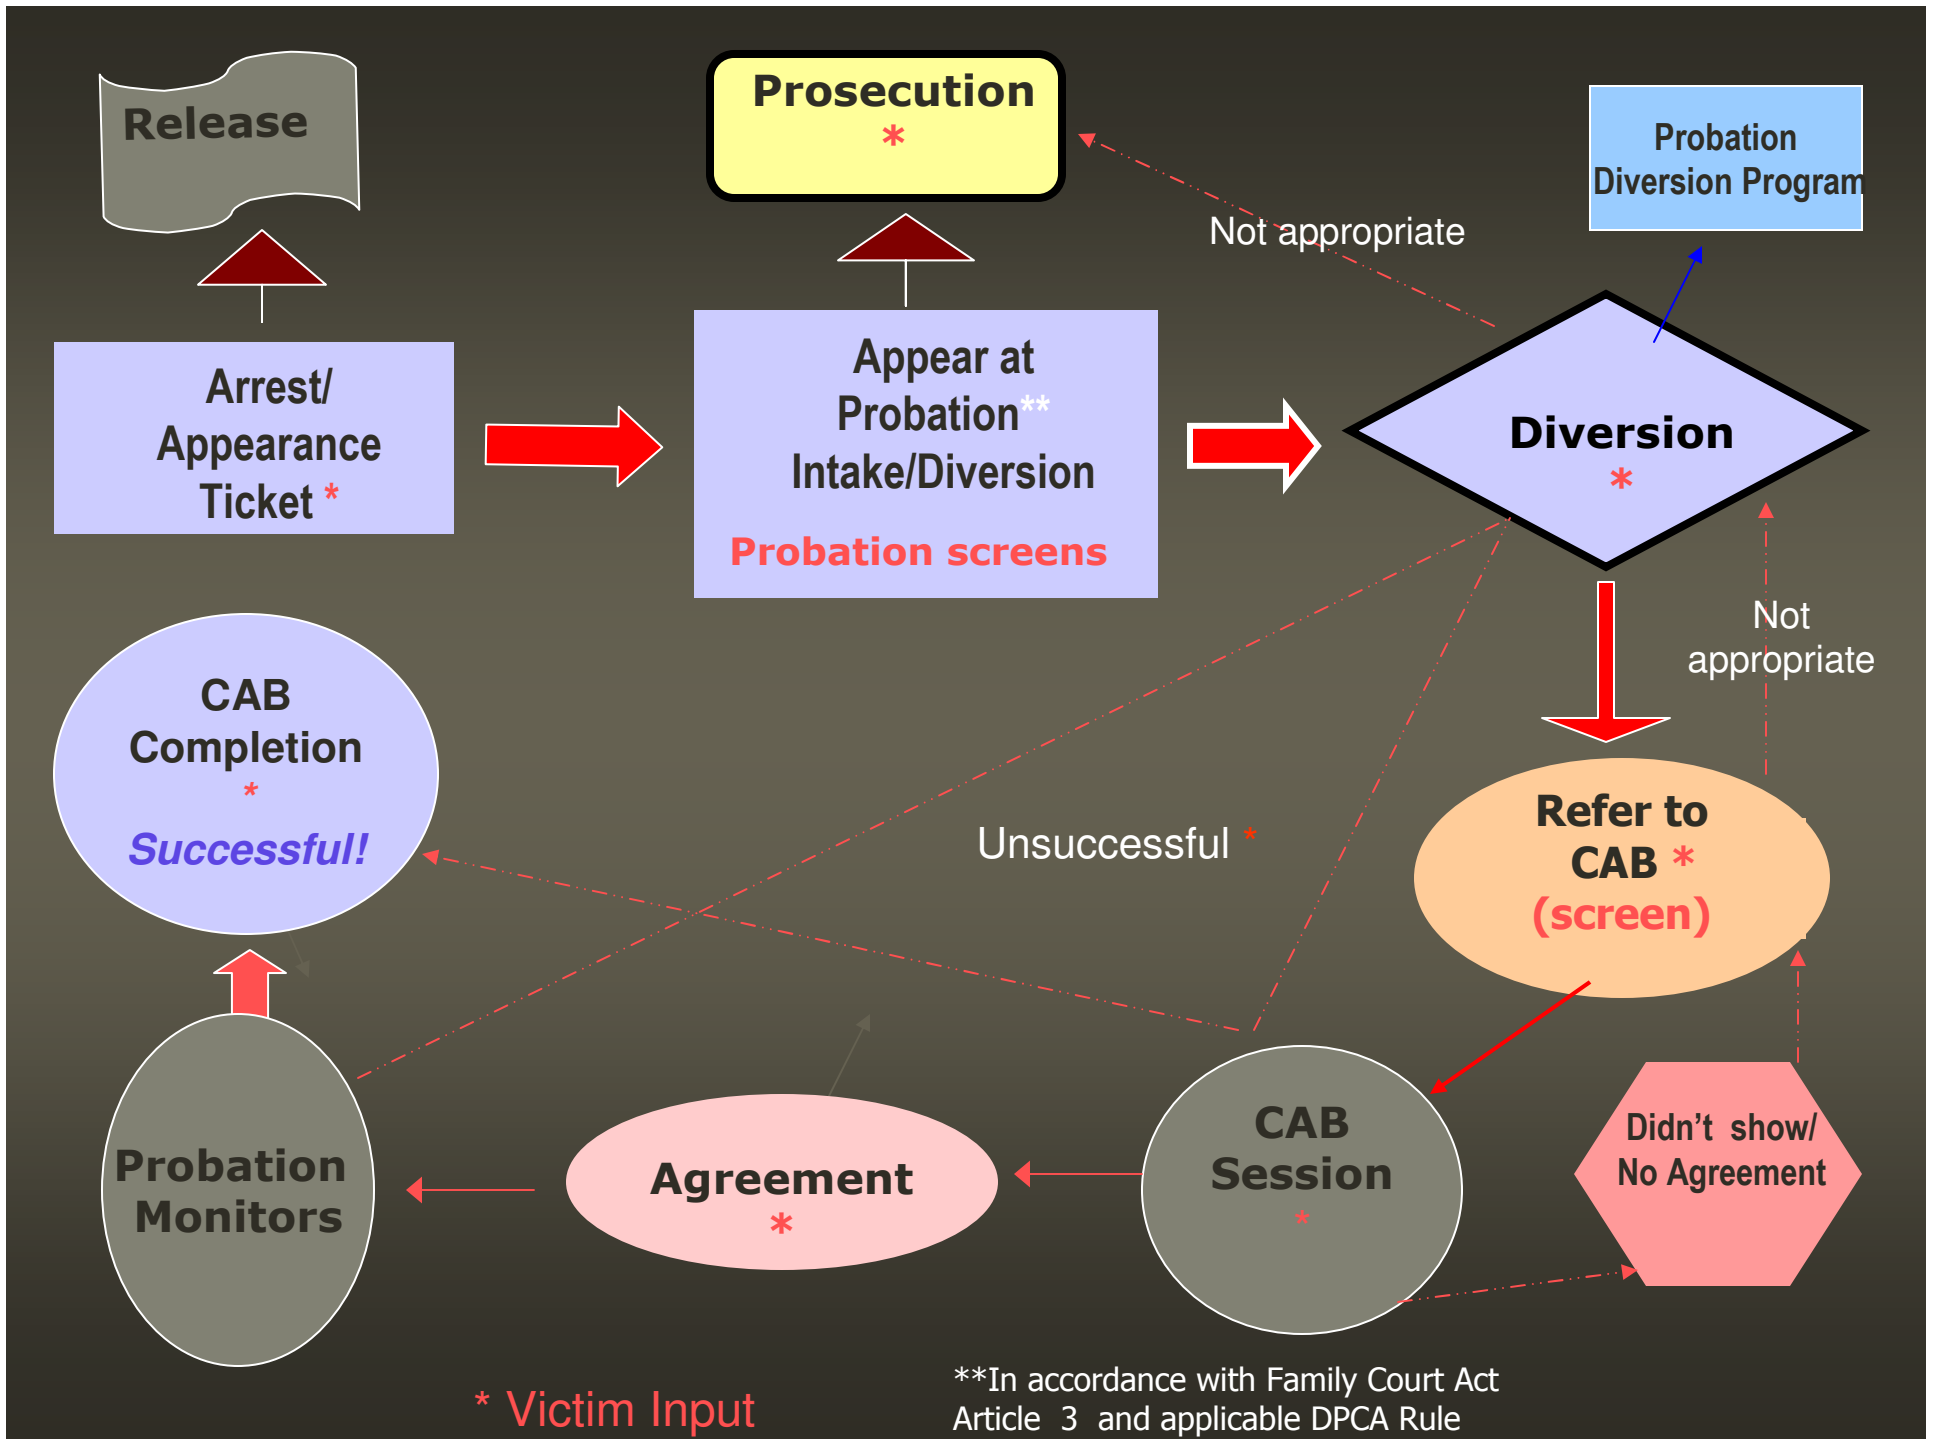 Release
Prosecution
*
Probation
Diversion Program
Not appropriate
Arrest/
Appearance
Ticket *
Appear at
Probation**
Intake/Diversion
Probation screens
Diversion
*
Not
appropriate
CAB
Completion
*
Successful!
Unsuccessful *
Refer to
CAB *
(screen)
Probation
Monitors
Agreement
*
CAB
Session
*
Didn’t show/
No Agreement
* Victim Input
**In accordance with Family Court Act
Article 3 and applicable DPCA Rule